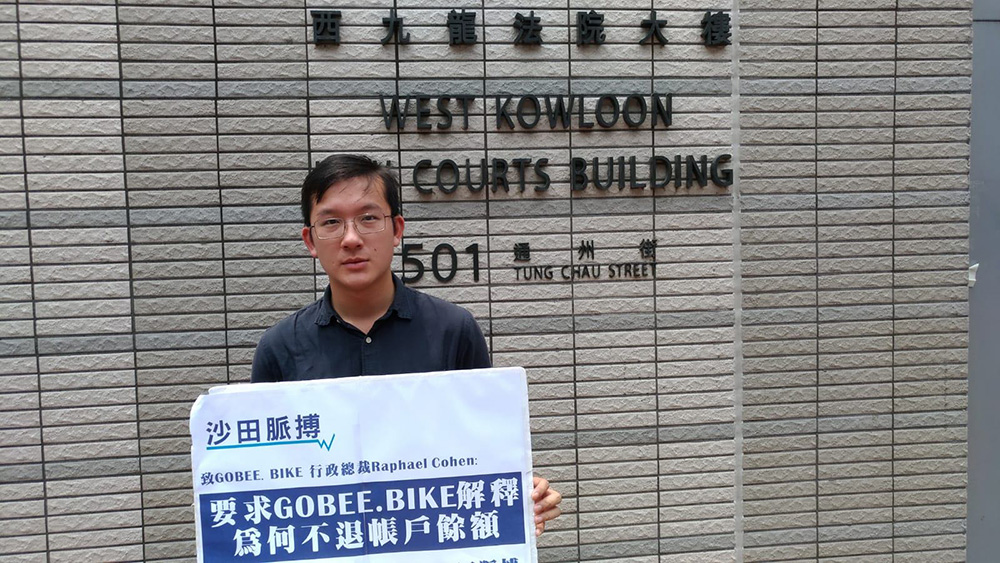 西九龍法院大樓
WEST KOWLOON
COURTS BUILDING
501 通州街
TUNG CHAU STREET
沙田脈搏
致GOBEE. BIKE 行政總裁Raphael Cohen:
要求GOBEE.BIKE解釋
為何不退帳戶餘額